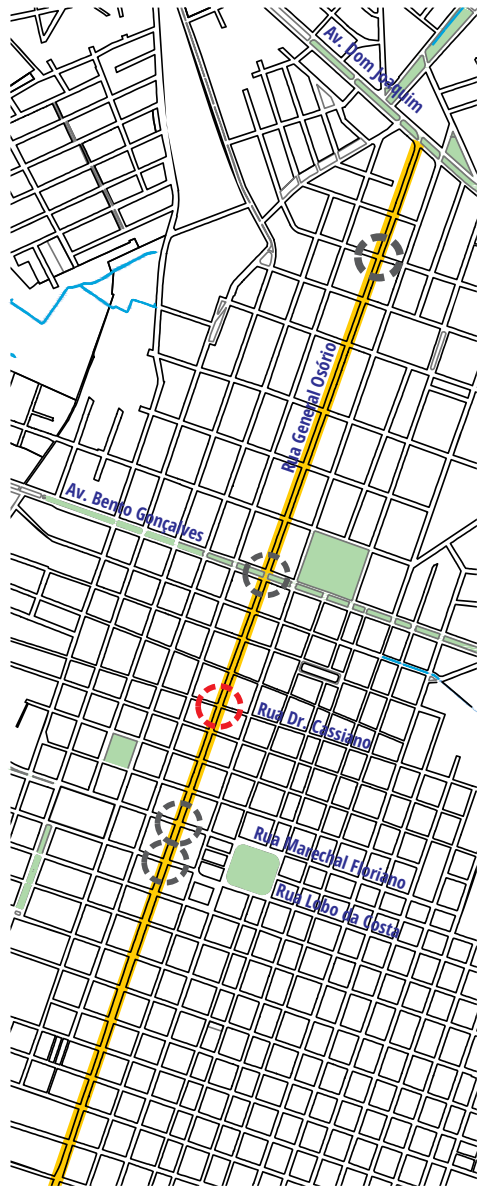 Av. Dom Joaquim
Rua General Osório
Av. Bento Gonçalves
Rua Dr. Cassiano
Rua Marechal Floriano
Rua Lobo da Costa